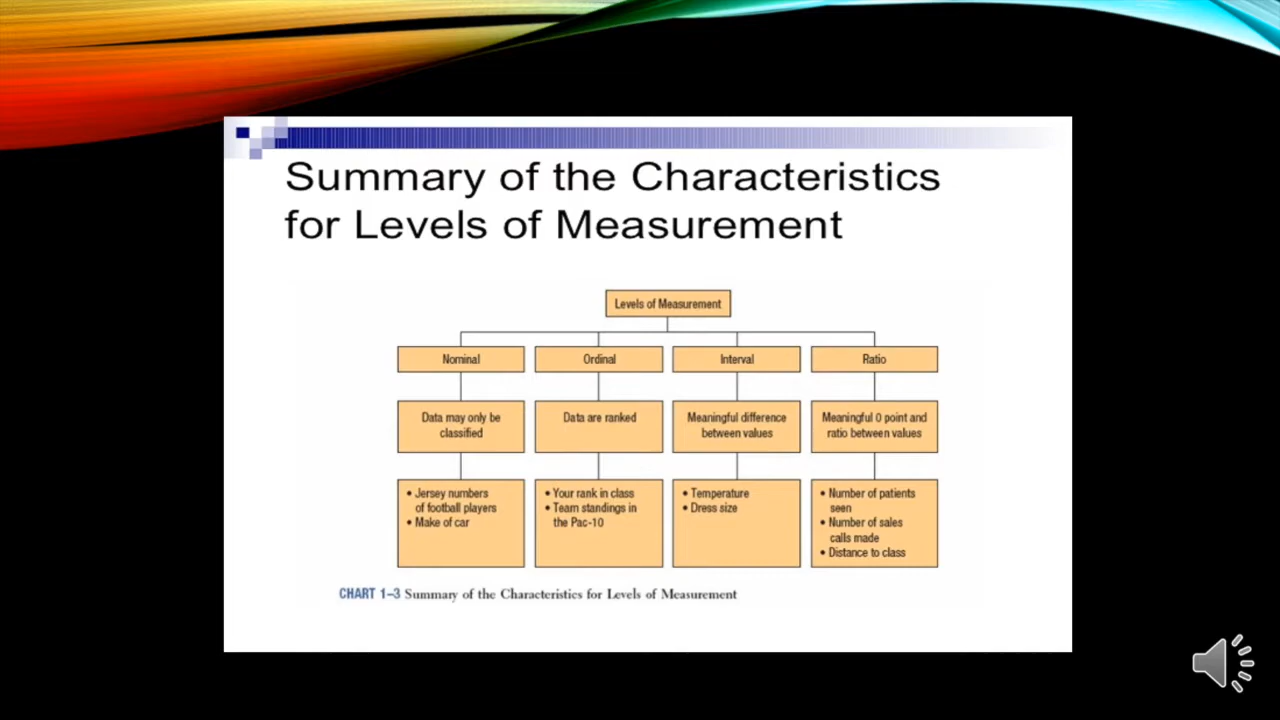 Summary of the Characteristics
for Levels of Measurement
Levels of Measurement
Nominal
Ordinal
Interval
Ratio
Data may only be
classified
Data are ranked
Meaningful difference
between values
Meaningful 0 point and
ratio between values
• Jersey numbers
of football players
• Make of car
• Your rank in class
• Team standings in
the Pac-10
• Temperature
• Dress size
• Number of patients
seen
• Number of sales
calls made
• Distance to class
CHART 1–3 Summary of the Characteristics for Levels of Measurement